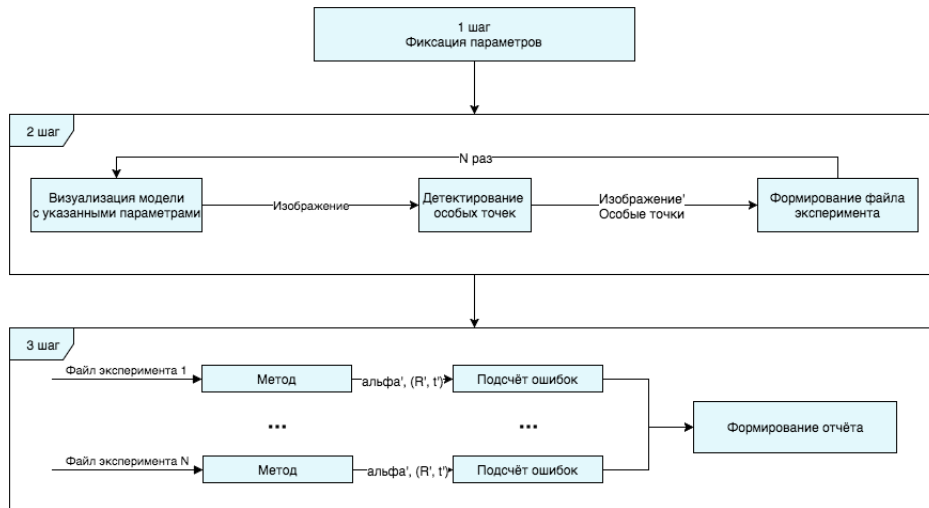 1 шаг
Фиксация параметров
2 шаг
N раз
Визуализация модели
с указанными параметрами
Изображение
Детектирование
особых точек
Изображение'
Особые точки
Формирование файла
эксперимента
3 шаг
Файл эксперимента 1
Метод
альфа', (R', t')
Подсчёт ошибок
...
...
Формирование отчёта
Файл эксперимента N
Метод
альфа', (R', t')
Подсчёт ошибок